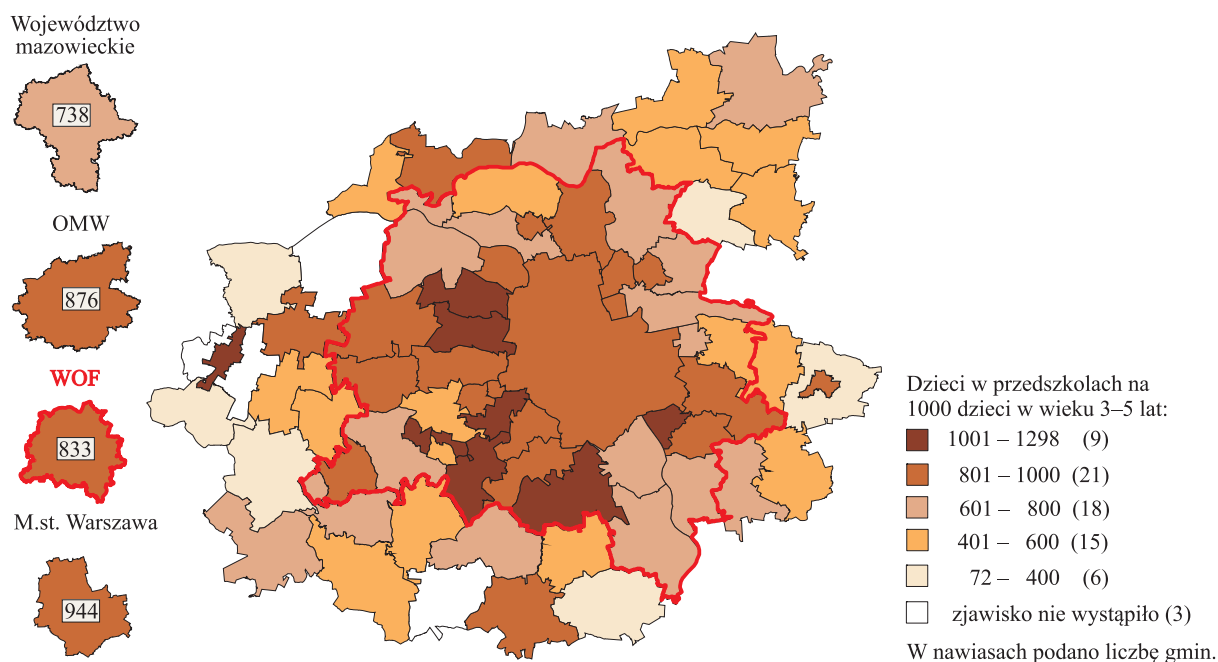 Województwo
mazowieckie
738
OMW
876
WOF
833
M.st. Warszawa
944
Dzieci w przedszkolach na
1000 dzieci w wieku 3–5 lat:
1001 – 1298 (9)
801 – 1000 (21)
601 – 800 (18)
401 – 600 (15)
72 – 400 (6)
zjawisko nie wystąpiło (3)
W nawiasach podano liczbę gmin.